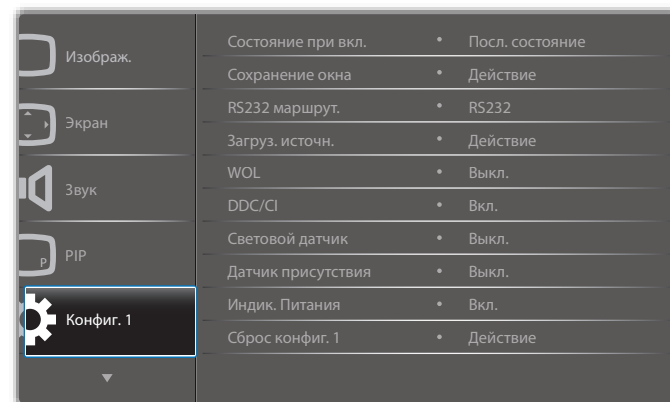 Изображ.
Экран
Звук
P
PIP
Конфиг. 1
Состояние при вкл. • Посл. состояние
Сохранение окна • Действие
RS232 маршрут. • RS232
Загруз. источн. • Действие
WOL • Выкл.
DDC/CI • Вкл.
Световой датчик • Выкл.
Датчик присутствия • Выкл.
Индик. Питания • Вкл.
Сброс конфиг. 1 • Действие